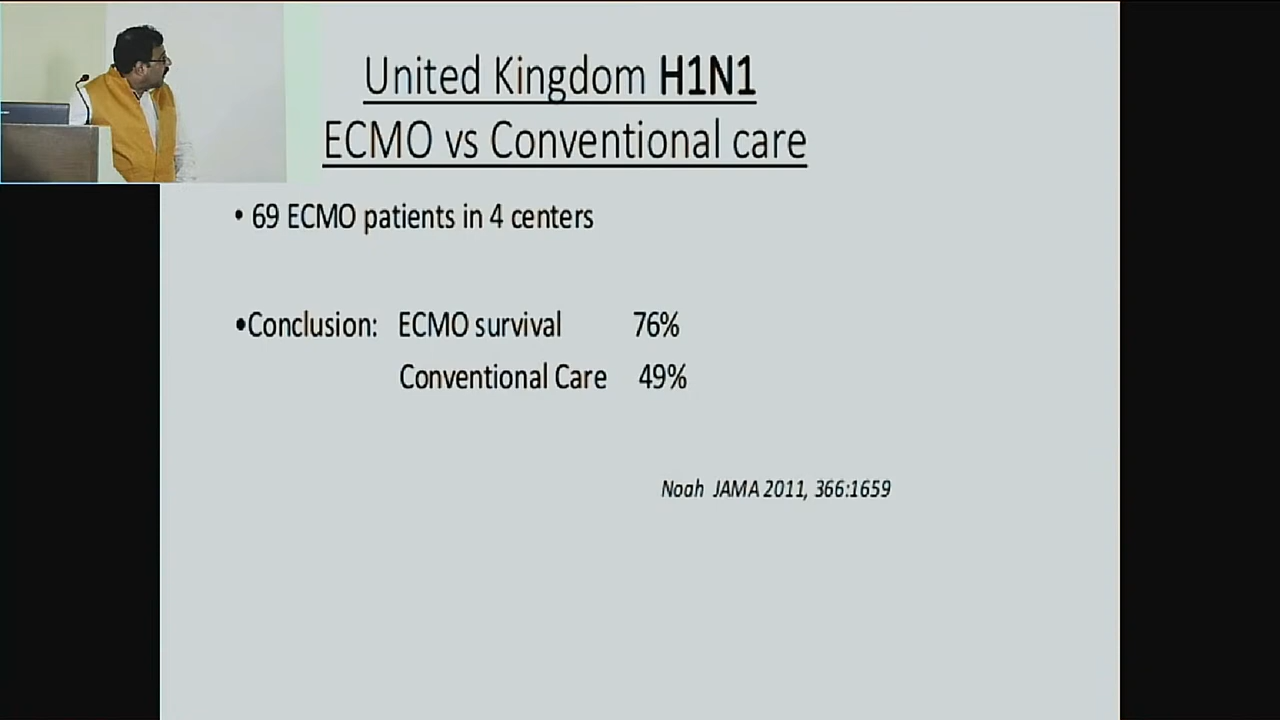 United Kingdom H1N1
ECMO vs Conventional care
• 69 ECMO patients in 4 centers
•Conclusion: ECMO survival 76%
Conventional Care 49%
Noah JAMA 2011, 366:1659